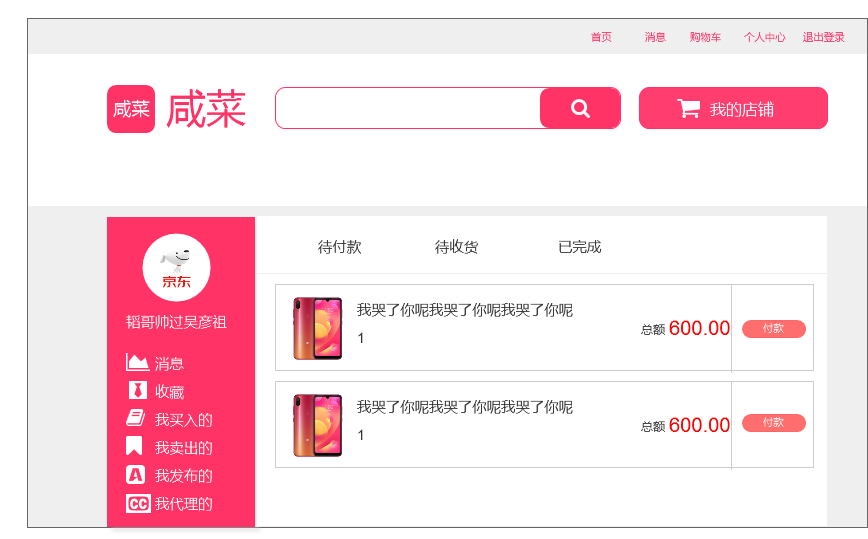 首页 消息 购物车 个人中心 退出登录
咸菜 咸菜 我的店铺
京东
韬哥帅过吴彦祖
消息
收藏
我买入的
我卖出的
我发布的
我代理的
待付款 待收货 已完成
我哭了你呢我哭了你呢我哭了你呢
1
总额 600.00 付款
我哭了你呢我哭了你呢我哭了你呢
1
总额 600.00 付款